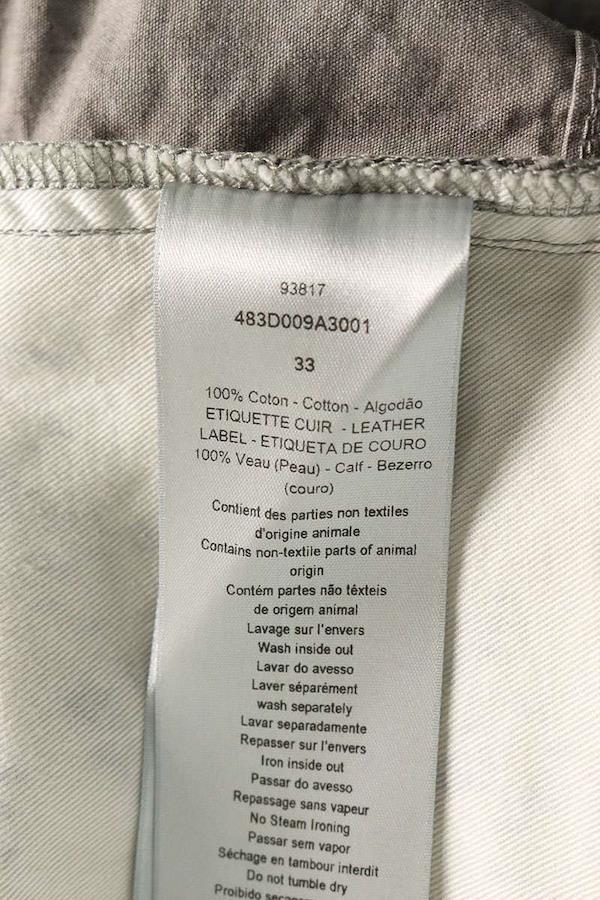 93817
483D009A3001
33
100% Coton - Cotton - Algodão
ETIQUETTE CUIR - LEATHER
LABEL - ETIQUETA DE COURO
100% Veau (Peau) - Calf - Bezerro
(couro)
Contient des parties non textiles
d'origine animale
Contains non-textile parts of animal
origin
Contém partes não têxteis
de origem animal
Lavage sur l'envers
Wash inside out
Lavar do avesso
Laver séparément
wash separately
Lavar separadamente
Repasser sur l'envers
Iron inside out
Passar do avesso
Repassage sans vapeur
No Steam Ironing
Passar sem vapor
Séchage en tambour interdit
Do not tumble dry
Proibido